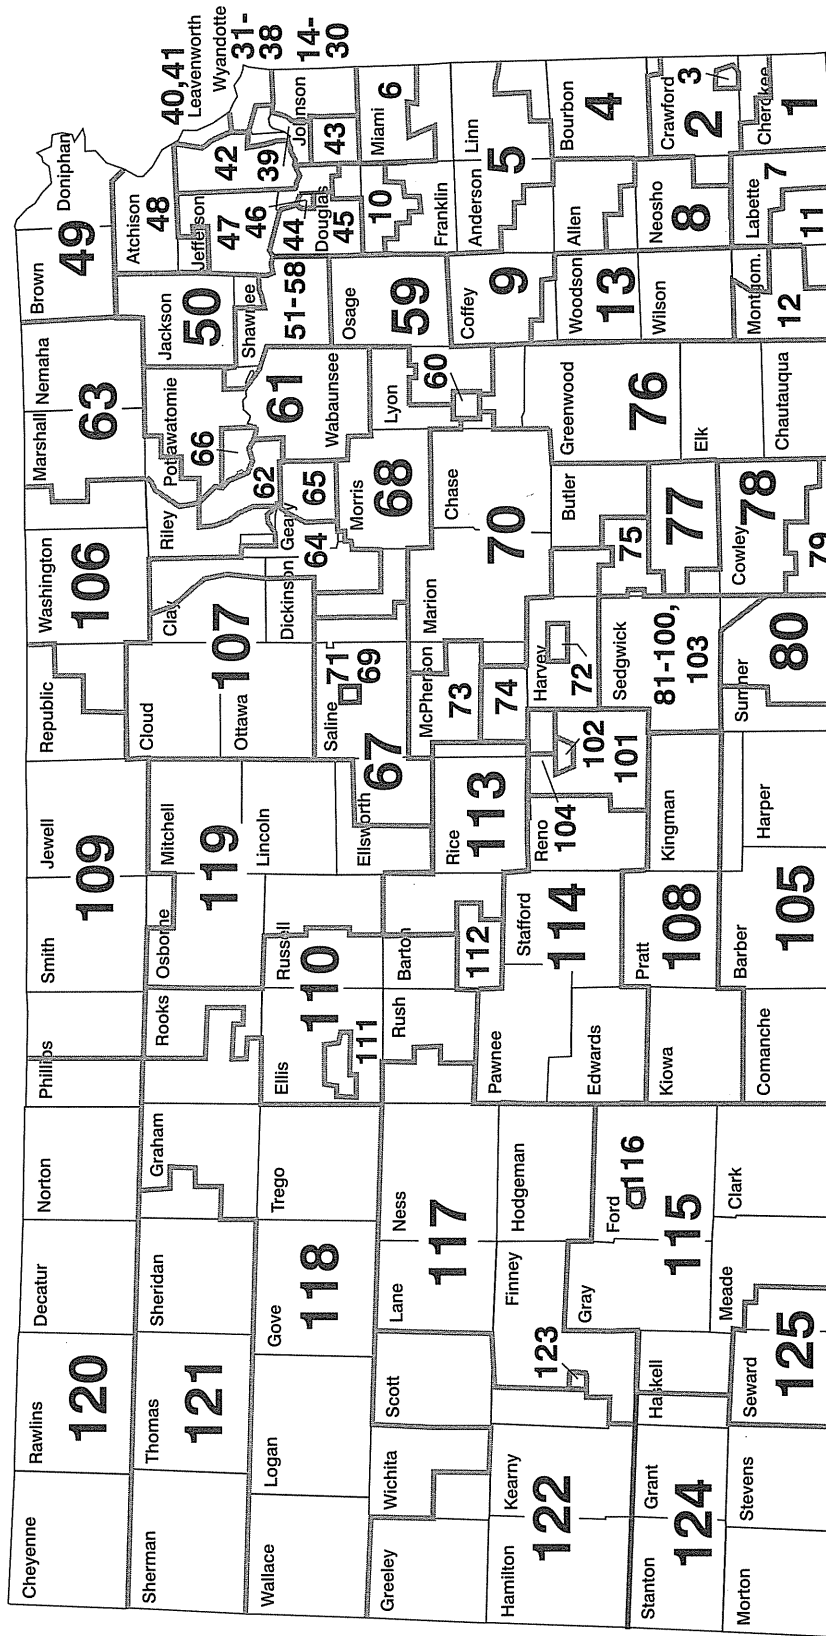 Cheyenne
Rawlins
Decatur
Norton
Phillips
Smith
Jewell
Republic
Washington
Marshall
Nemaha
Brown
Doniphan
120
109
106
63
49
Sherman
Thomas
Sheridan
Graham
Rooks
Osborne
Mitchell
Cloud
Clay
Riley
Pottawatomie
Jackson
Atchison
40,41
Leavenworth
Wyandotte
31-
38
14-
30
121
119
107
66
50
48
Jefferson
47
42
Wallace
Logan
Gove
Trego
Ellis
Russell
Lincoln
Ottawa
Dickinson
Geary
62
61
Wabaunsee
Shawnee
51-58
46
44
Douglas
45
39
Johnson
43
118
110
111
Saline
71
69
64
65
Greeley
Wichita
Scott
Lane
Ness
Rush
Barton
Ellsworth
67
McPherson
Marion
Morris
68
Lyon
60
Osage
59
10
Franklin
Miami
6
117
112
Rice
113
73
74
70
Chase
Coffey
9
Anderson
Linn
5
Hamilton
Kearny
122
Finney
123
Hodgeman
Pawnee
Edwards
Stafford
114
Reno
104
102
101
Harvey
72
Butler
75
Greenwood
76
Woodson
13
Allen
Bourbon
4
Gray
Ford
116
115
Sedgwick
81-100,
103
77
Elk
Wilson
Neosho
8
Crawford
3
2
Stanton
Grant
124
Haskell
Kiowa
Pratt
108
Kingman
Morton
Stevens
Seward
125
Meade
Clark
Comanche
Barber
105
Harper
Sumner
80
Cowley
78
79
Chautauqua
Montgom.
12
Labette
7
11
Cherokee
1